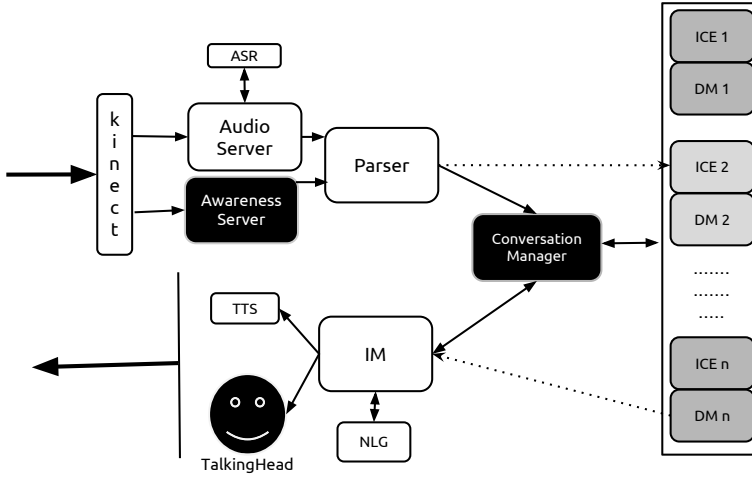 ASR
kinect
Audio
Server
Awareness
Server
Parser
Conversation
Manager
ICE 1
DM 1
ICE 2
DM 2
.......
.......
.....
ICE n
DM n
TTS
IM
NLG
TalkingHead